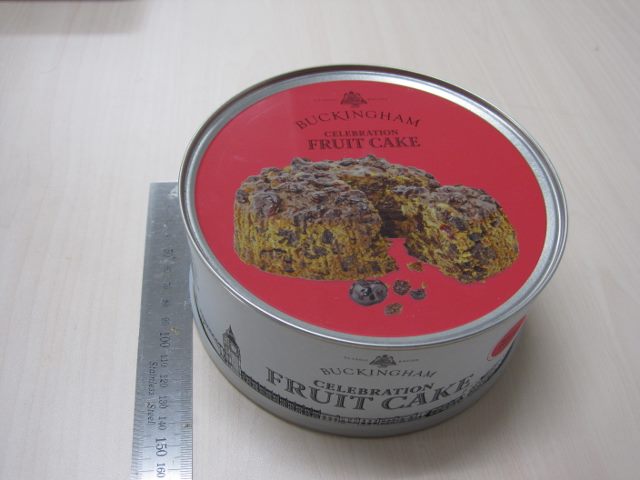 BUCKINGHAM
CELEBRATION
FRUIT CAKE
BUCKINGHAM
CELEBRATION
FRUIT CAKE
100
110
120
130
140
150
160
Stainless Steel